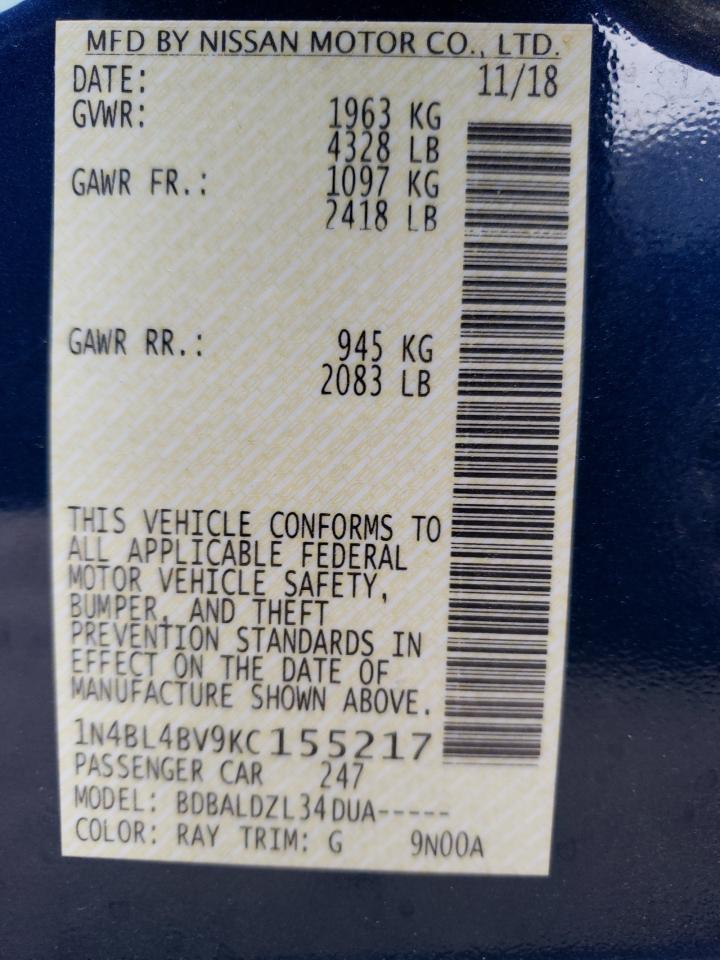 MFD BY NISSAN MOTOR CO., LTD.
DATE: 11/18
GVWR: 1963 KG
4328 LB
GAWR FR.: 1097 KG
2418 LB
GAWR RR.: 945 KG
2083 LB
THIS VEHICLE CONFORMS TO
ALL APPLICABLE FEDERAL
MOTOR VEHICLE SAFETY,
BUMPER, AND THEFT
PREVENTION STANDARDS IN
EFFECT ON THE DATE OF
MANUFACTURE SHOWN ABOVE.
1N4BL4BV9KC155217
PASSENGER CAR 247
MODEL: BDBALDZL34DUA-----
COLOR: RAY TRIM: G 9N00A